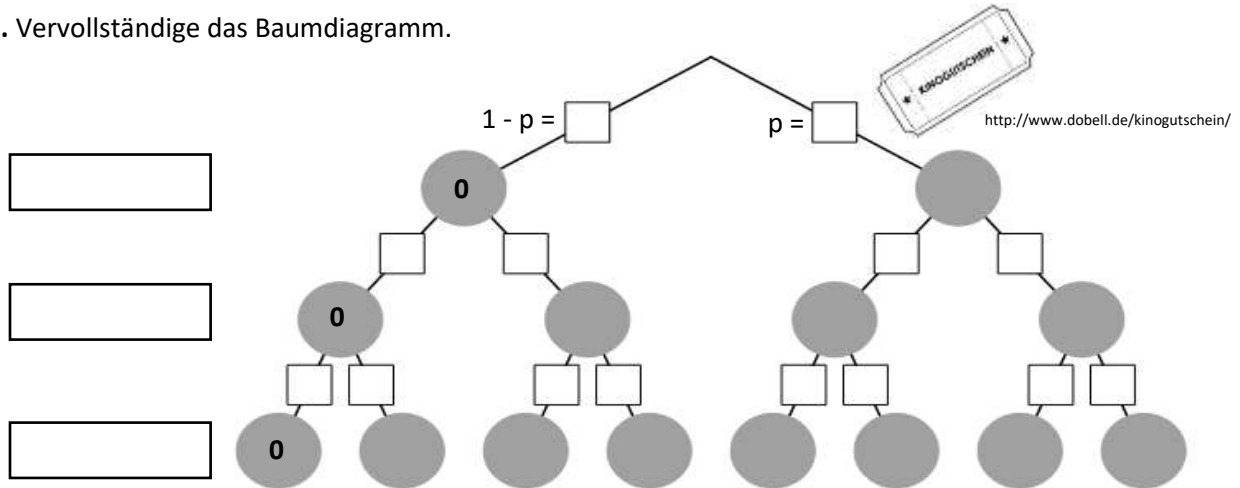 . Vervollständige das Baumdiagramm.
KINOGUTSCHEIN
http://www.dobell.de/kinogutschein/
1 - p =
p =
0
0
0